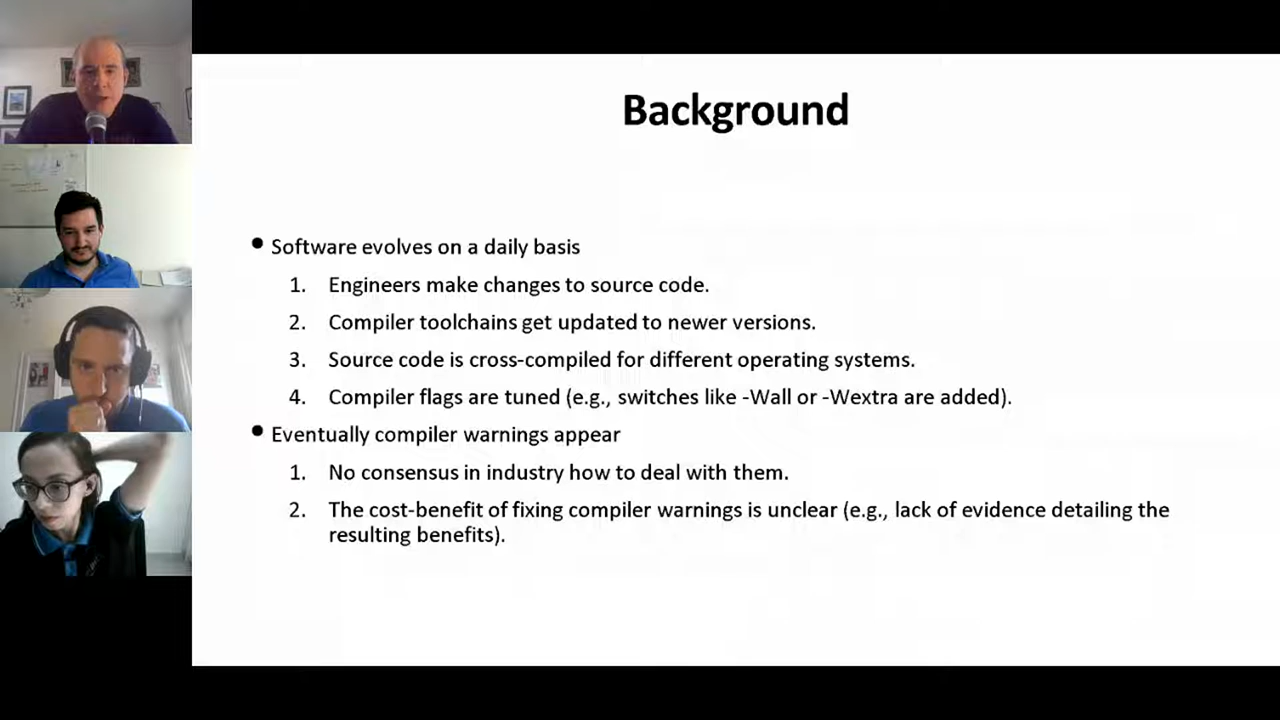 Background
• Software evolves on a daily basis
1. Engineers make changes to source code.
2. Compiler toolchains get updated to newer versions.
3. Source code is cross-compiled for different operating systems.
4. Compiler flags are tuned (e.g., switches like -Wall or -Wextra are added).
• Eventually compiler warnings appear
1. No consensus in industry how to deal with them.
2. The cost-benefit of fixing compiler warnings is unclear (e.g., lack of evidence detailing the
resulting benefits).